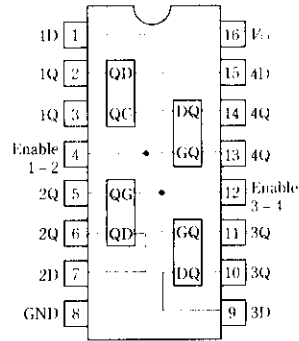 1D 1 16
1Q 2 QD 15 4D
1Q 3 QC DQ 14 4Q
Enable 1–2 4 GQ 13 4Q
2Q 5 QG 12 Enable 3–4
2Q 6 QD GQ 11 3Q
2D 7 DQ 10 3Q
GND 8 9 3D